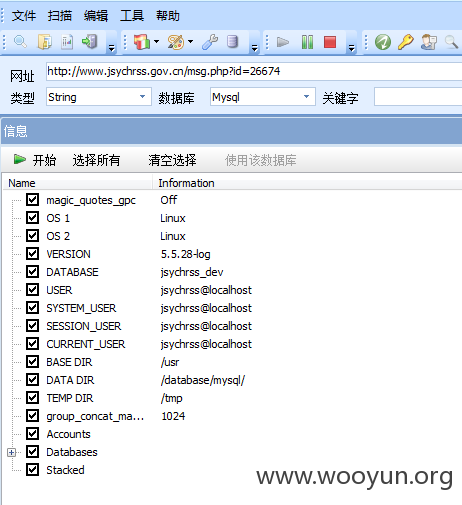 文件 扫描 编辑 工具 帮助
网址 http://www.jsychrss.gov.cn/msg.php?id=26674
类型 String 数据库 Mysql 关键字
信息
开始 选择所有 清空选择 使用该数据库
Name Information
magic_quotes_gpc Off
OS 1 Linux
OS 2 Linux
VERSION 5.5.28-log
DATABASE jsychrss_dev
USER jsychrss@localhost
SYSTEM_USER jsychrss@localhost
SESSION_USER jsychrss@localhost
CURRENT_USER jsychrss@localhost
BASE DIR /usr
DATA DIR /database/mysql/
TEMP DIR /tmp
group_concat_ma... 1024
Accounts
Databases
Stacked
www.wooyun.org